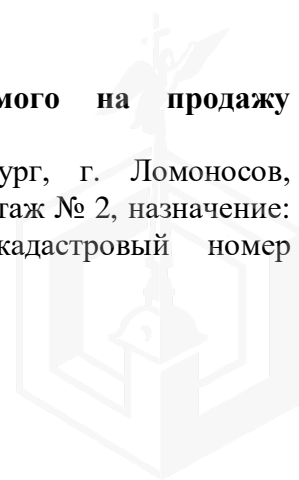 мого на продажу
ург, г. Ломоносов,
таж № 2, назначение:
кадастровый номер